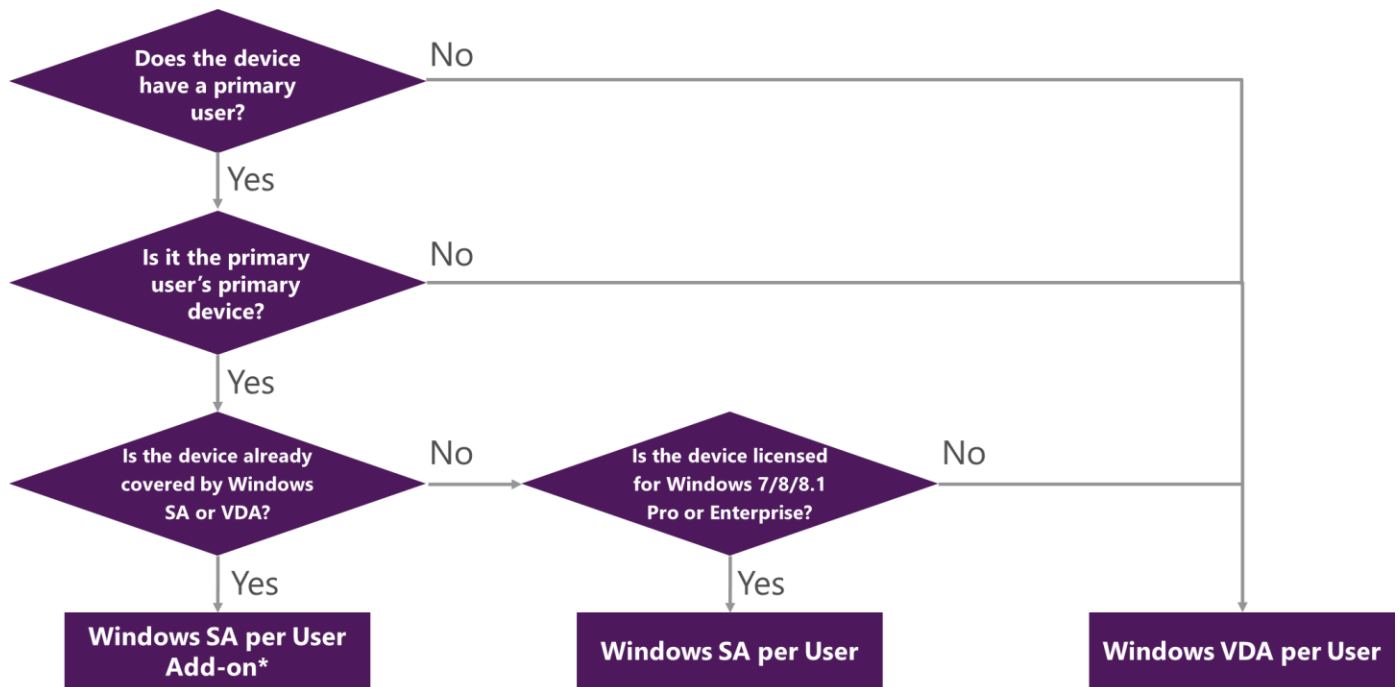 Does the device
have a primary
user?
No
Yes
Is it the primary
user's primary
device?
No
Yes
Is the device already
covered by Windows
SA or VDA?
No
Is the device licensed
for Windows 7/8/8.1
Pro or Enterprise?
No
Yes
Yes
Windows SA per User
Add-on*
Windows SA per User
Windows VDA per User